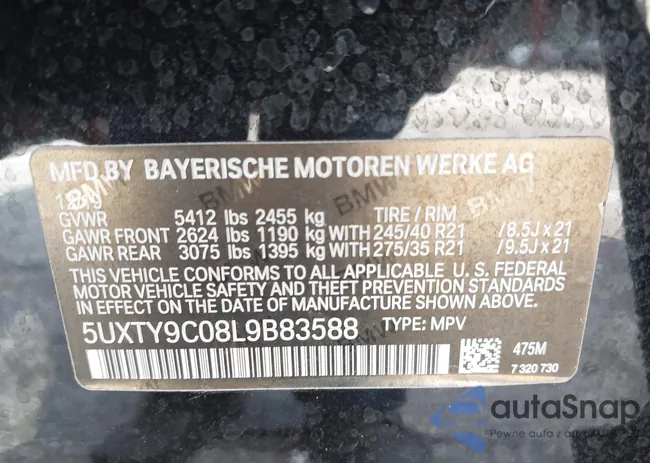 MFD.BY BAYERISCHE MOTOREN WERKE AG
GVWR 5412 lbs 2455 kg TIRE / RIM
GAWR FRONT 2624 lbs 1190 kg WITH 245/40 R21 /8.5J x 21
GAWR REAR 3075 lbs 1395 kg WITH 275/35 R21 /9.5J x 21
THIS VEHICLE CONFORMS TO ALL APPLICABLE U. S. FEDERAL
MOTOR VEHICLE SAFETY AND THEFT PREVENTION STANDARDS
IN EFFECT ON THE DATE OF MANUFACTURE SHOWN ABOVE.
5UXTY9C08L9B83588 TYPE: MPV
475M
7 320 730
autaSnap
Pewne auta z aukcji